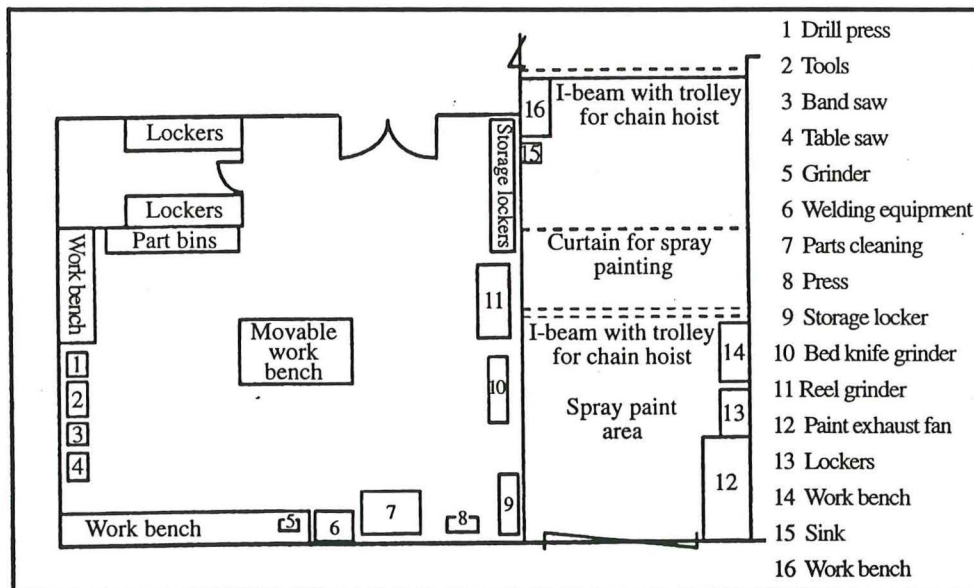 Lockers
Lockers
Part bins
Work bench
1
2
3
4
Movable
work
bench
Storage lockers
11
10
9
Work bench
5
6
7
8
16
15
I-beam with trolley
for chain hoist
Curtain for spray
painting
I-beam with trolley
for chain hoist
Spray paint
area
14
13
12
1 Drill press
2 Tools
3 Band saw
4 Table saw
5 Grinder
6 Welding equipment
7 Parts cleaning
8 Press
9 Storage locker
10 Bed knife grinder
11 Reel grinder
12 Paint exhaust fan
13 Lockers
14 Work bench
15 Sink
16 Work bench